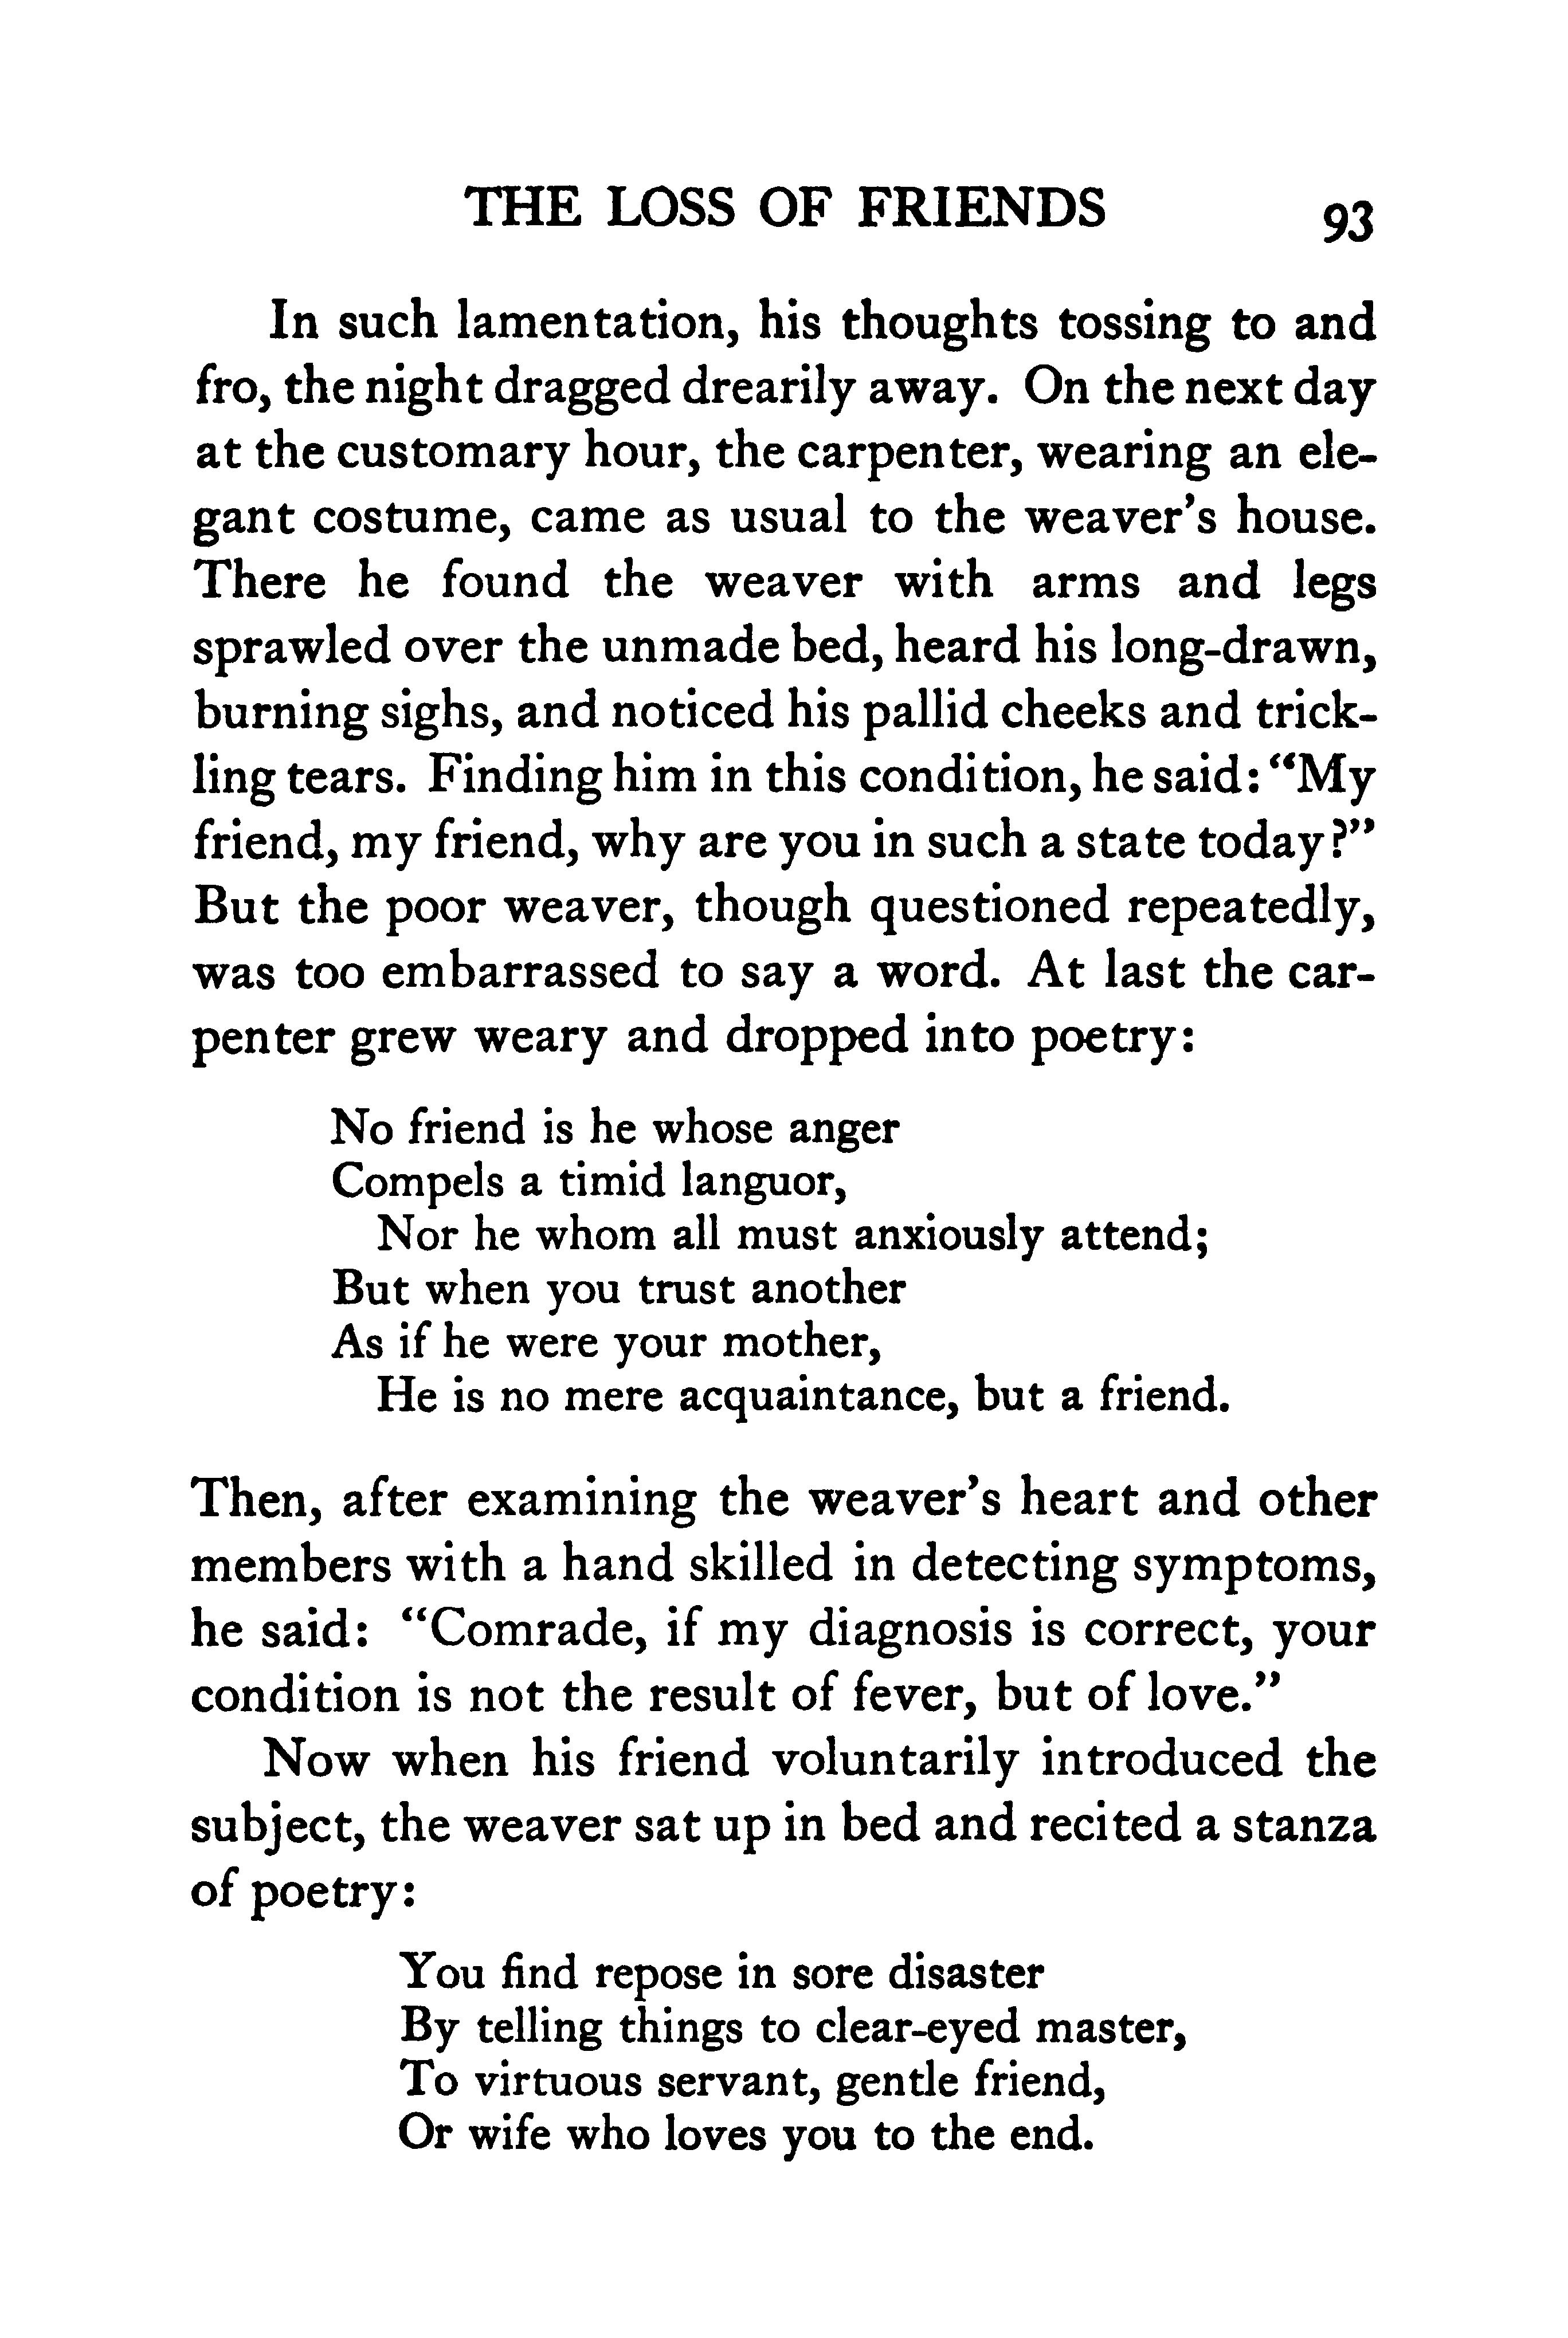 THE LOSS OF FRIENDS 93
In such lamentation, his thoughts tossing to and
fro, the night dragged drearily away. On the next day
at the customary hour, the carpenter, wearing an ele-
gant costume, came as usual to the weaver's house.
There he found the weaver with arms and legs
sprawled over the unmade bed, heard his long-drawn,
burning sighs, and noticed his pallid cheeks and trick-
ling tears. Finding him in this condition, he said: “My
friend, my friend, why are you in such a state today?”
But the poor weaver, though questioned repeatedly,
was too embarrassed to say a word. At last the car-
penter grew weary and dropped into poetry:
No friend is he whose anger
Compels a timid languor,
Nor he whom all must anxiously attend;
But when you trust another
As if he were your mother,
He is no mere acquaintance, but a friend.
Then, after examining the weaver's heart and other
members with a hand skilled in detecting symptoms,
he said: “Comrade, if my diagnosis is correct, your
condition is not the result of fever, but of love.”
Now when his friend voluntarily introduced the
subject, the weaver sat up in bed and recited a stanza
of poetry:
You find repose in sore disaster
By telling things to clear-eyed master,
To virtuous servant, gentle friend,
Or wife who loves you to the end.